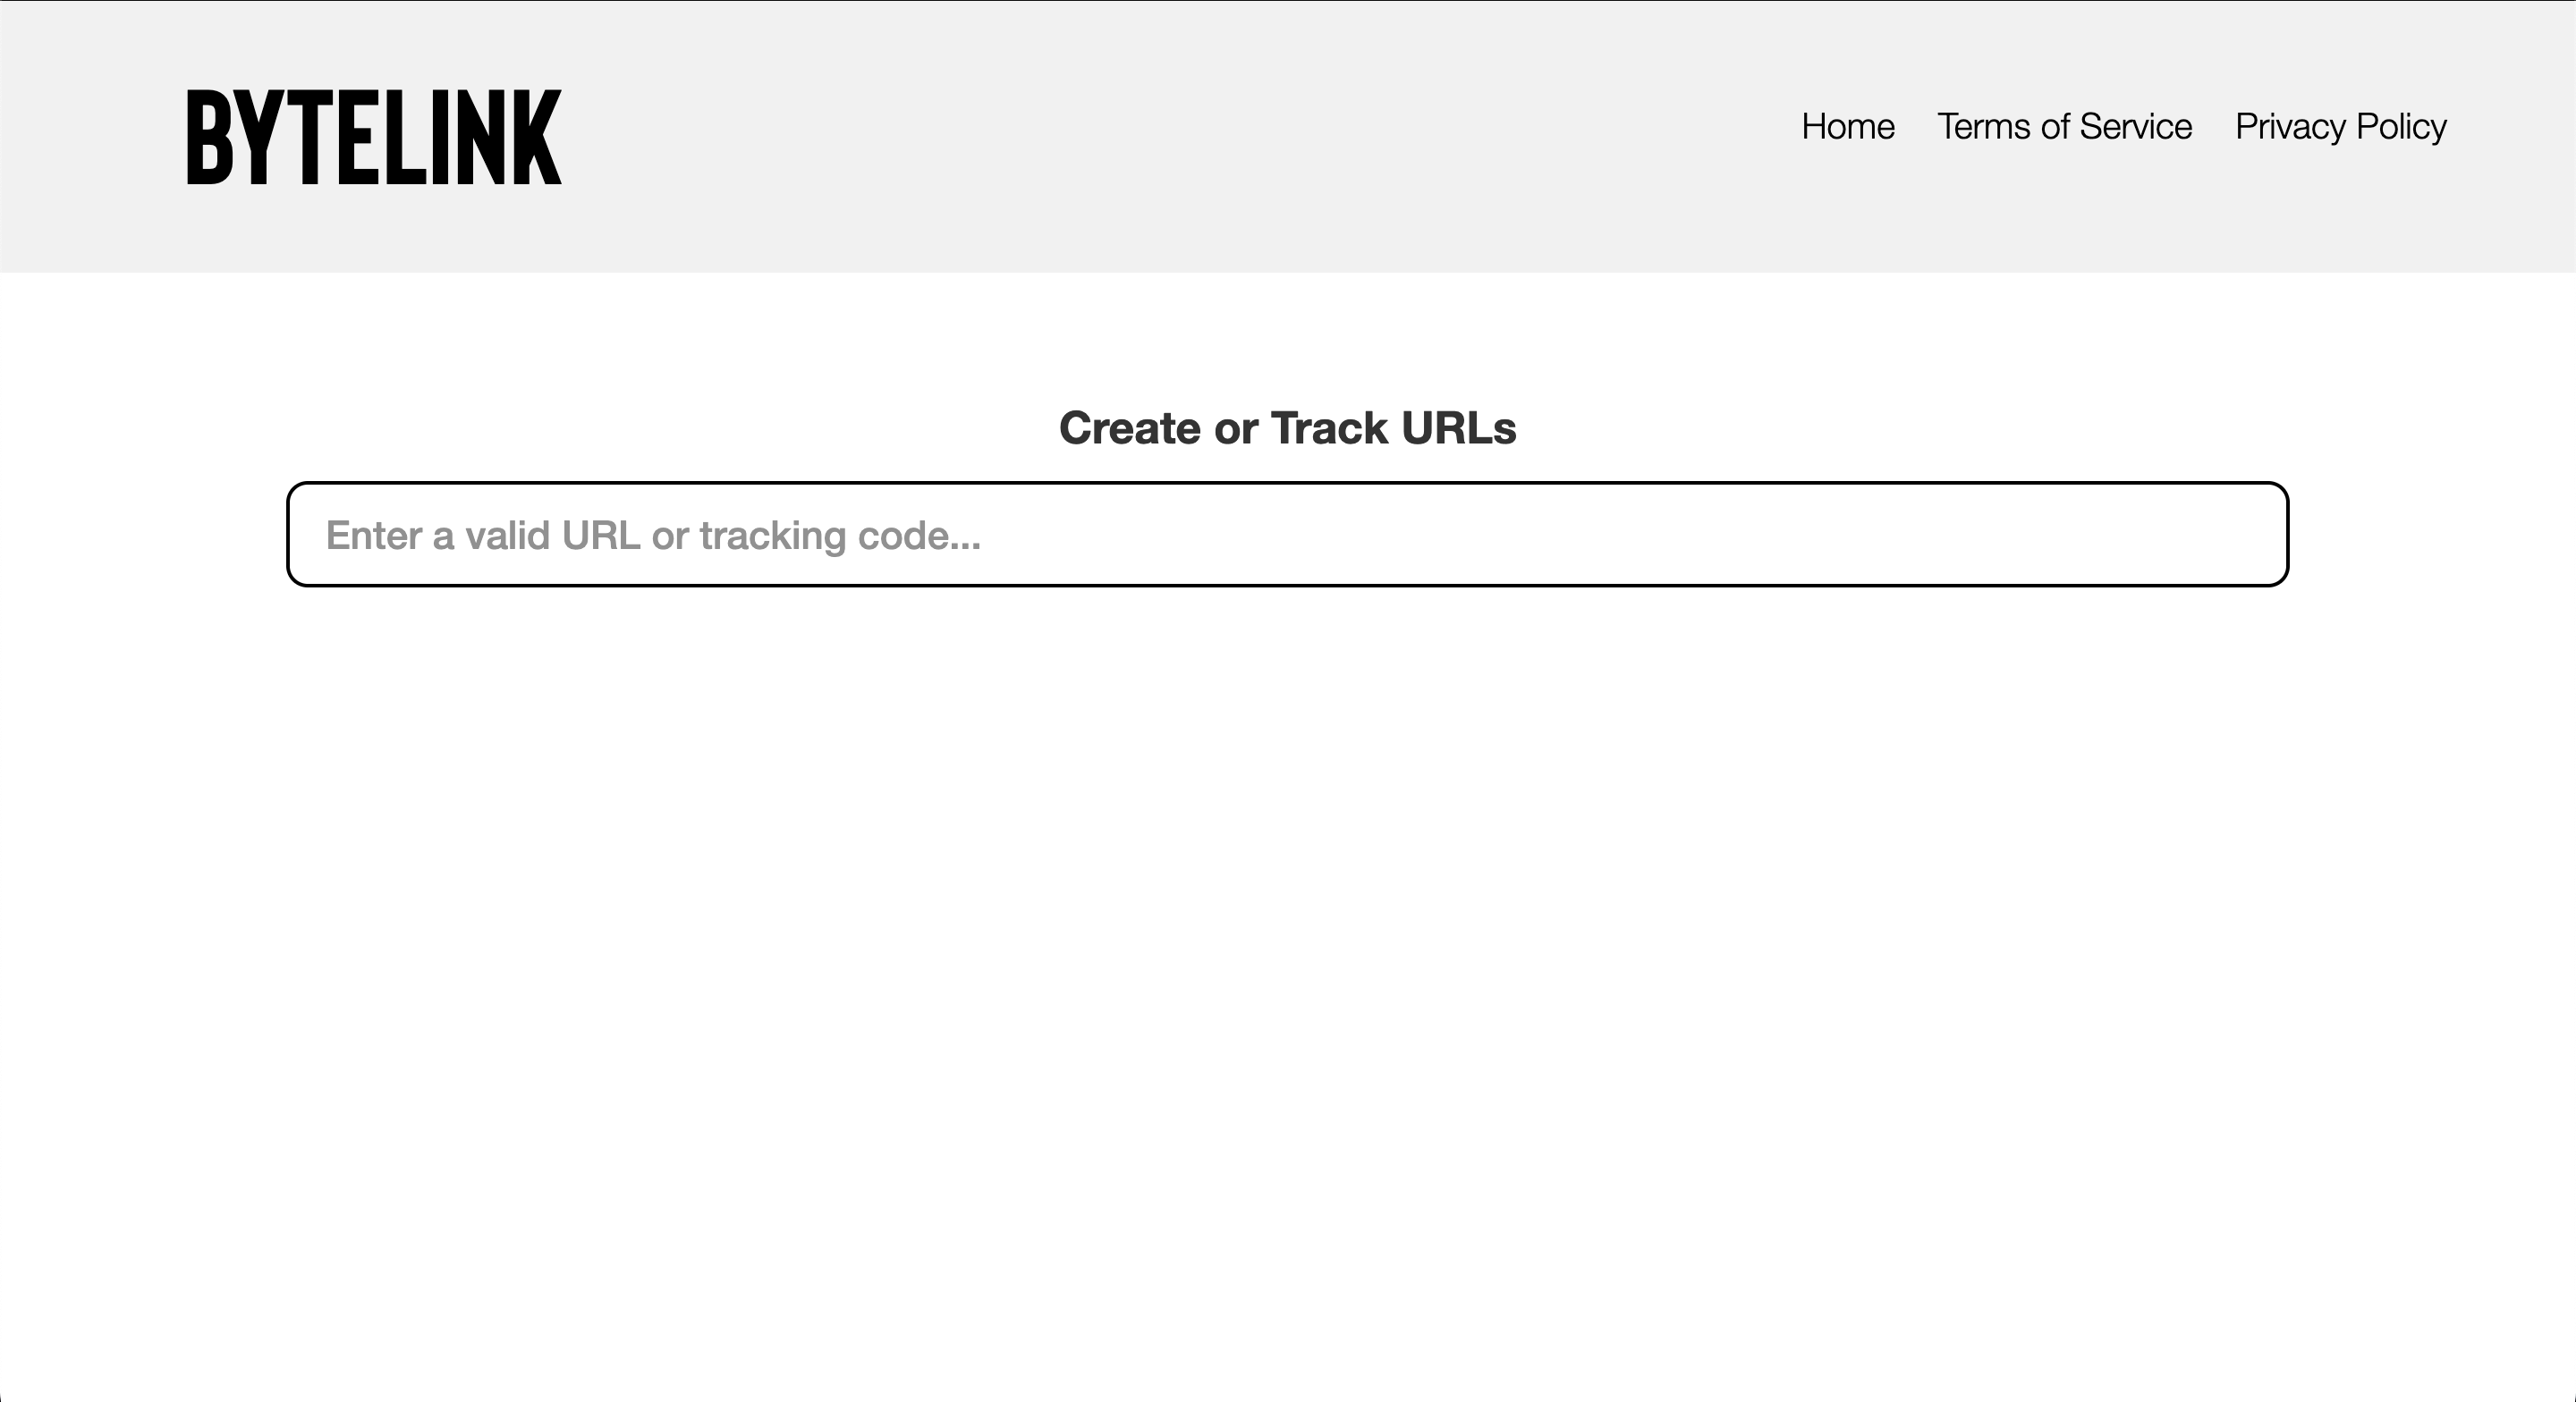 BYTELINK
Home Terms of Service Privacy Policy
Create or Track URLs
Enter a valid URL or tracking code...